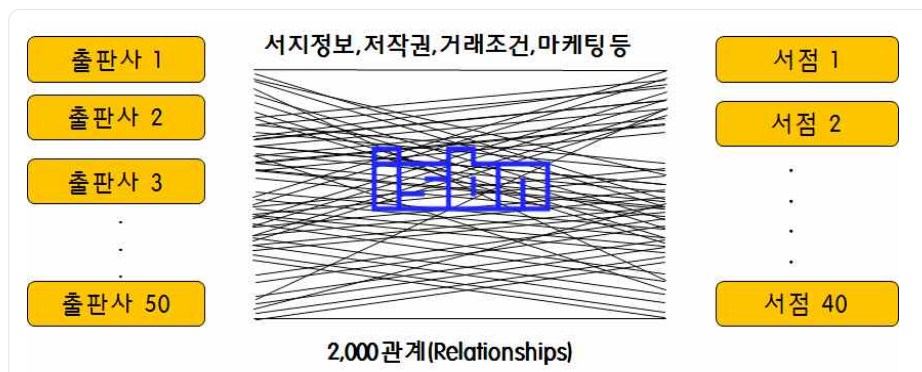 서지정보,저작권,거래조건,마케팅 등
출판사 1
출판사 2
출판사 3
출판사 50
서점 1
서점 2
서점 40
2,000 관계(Relationships)